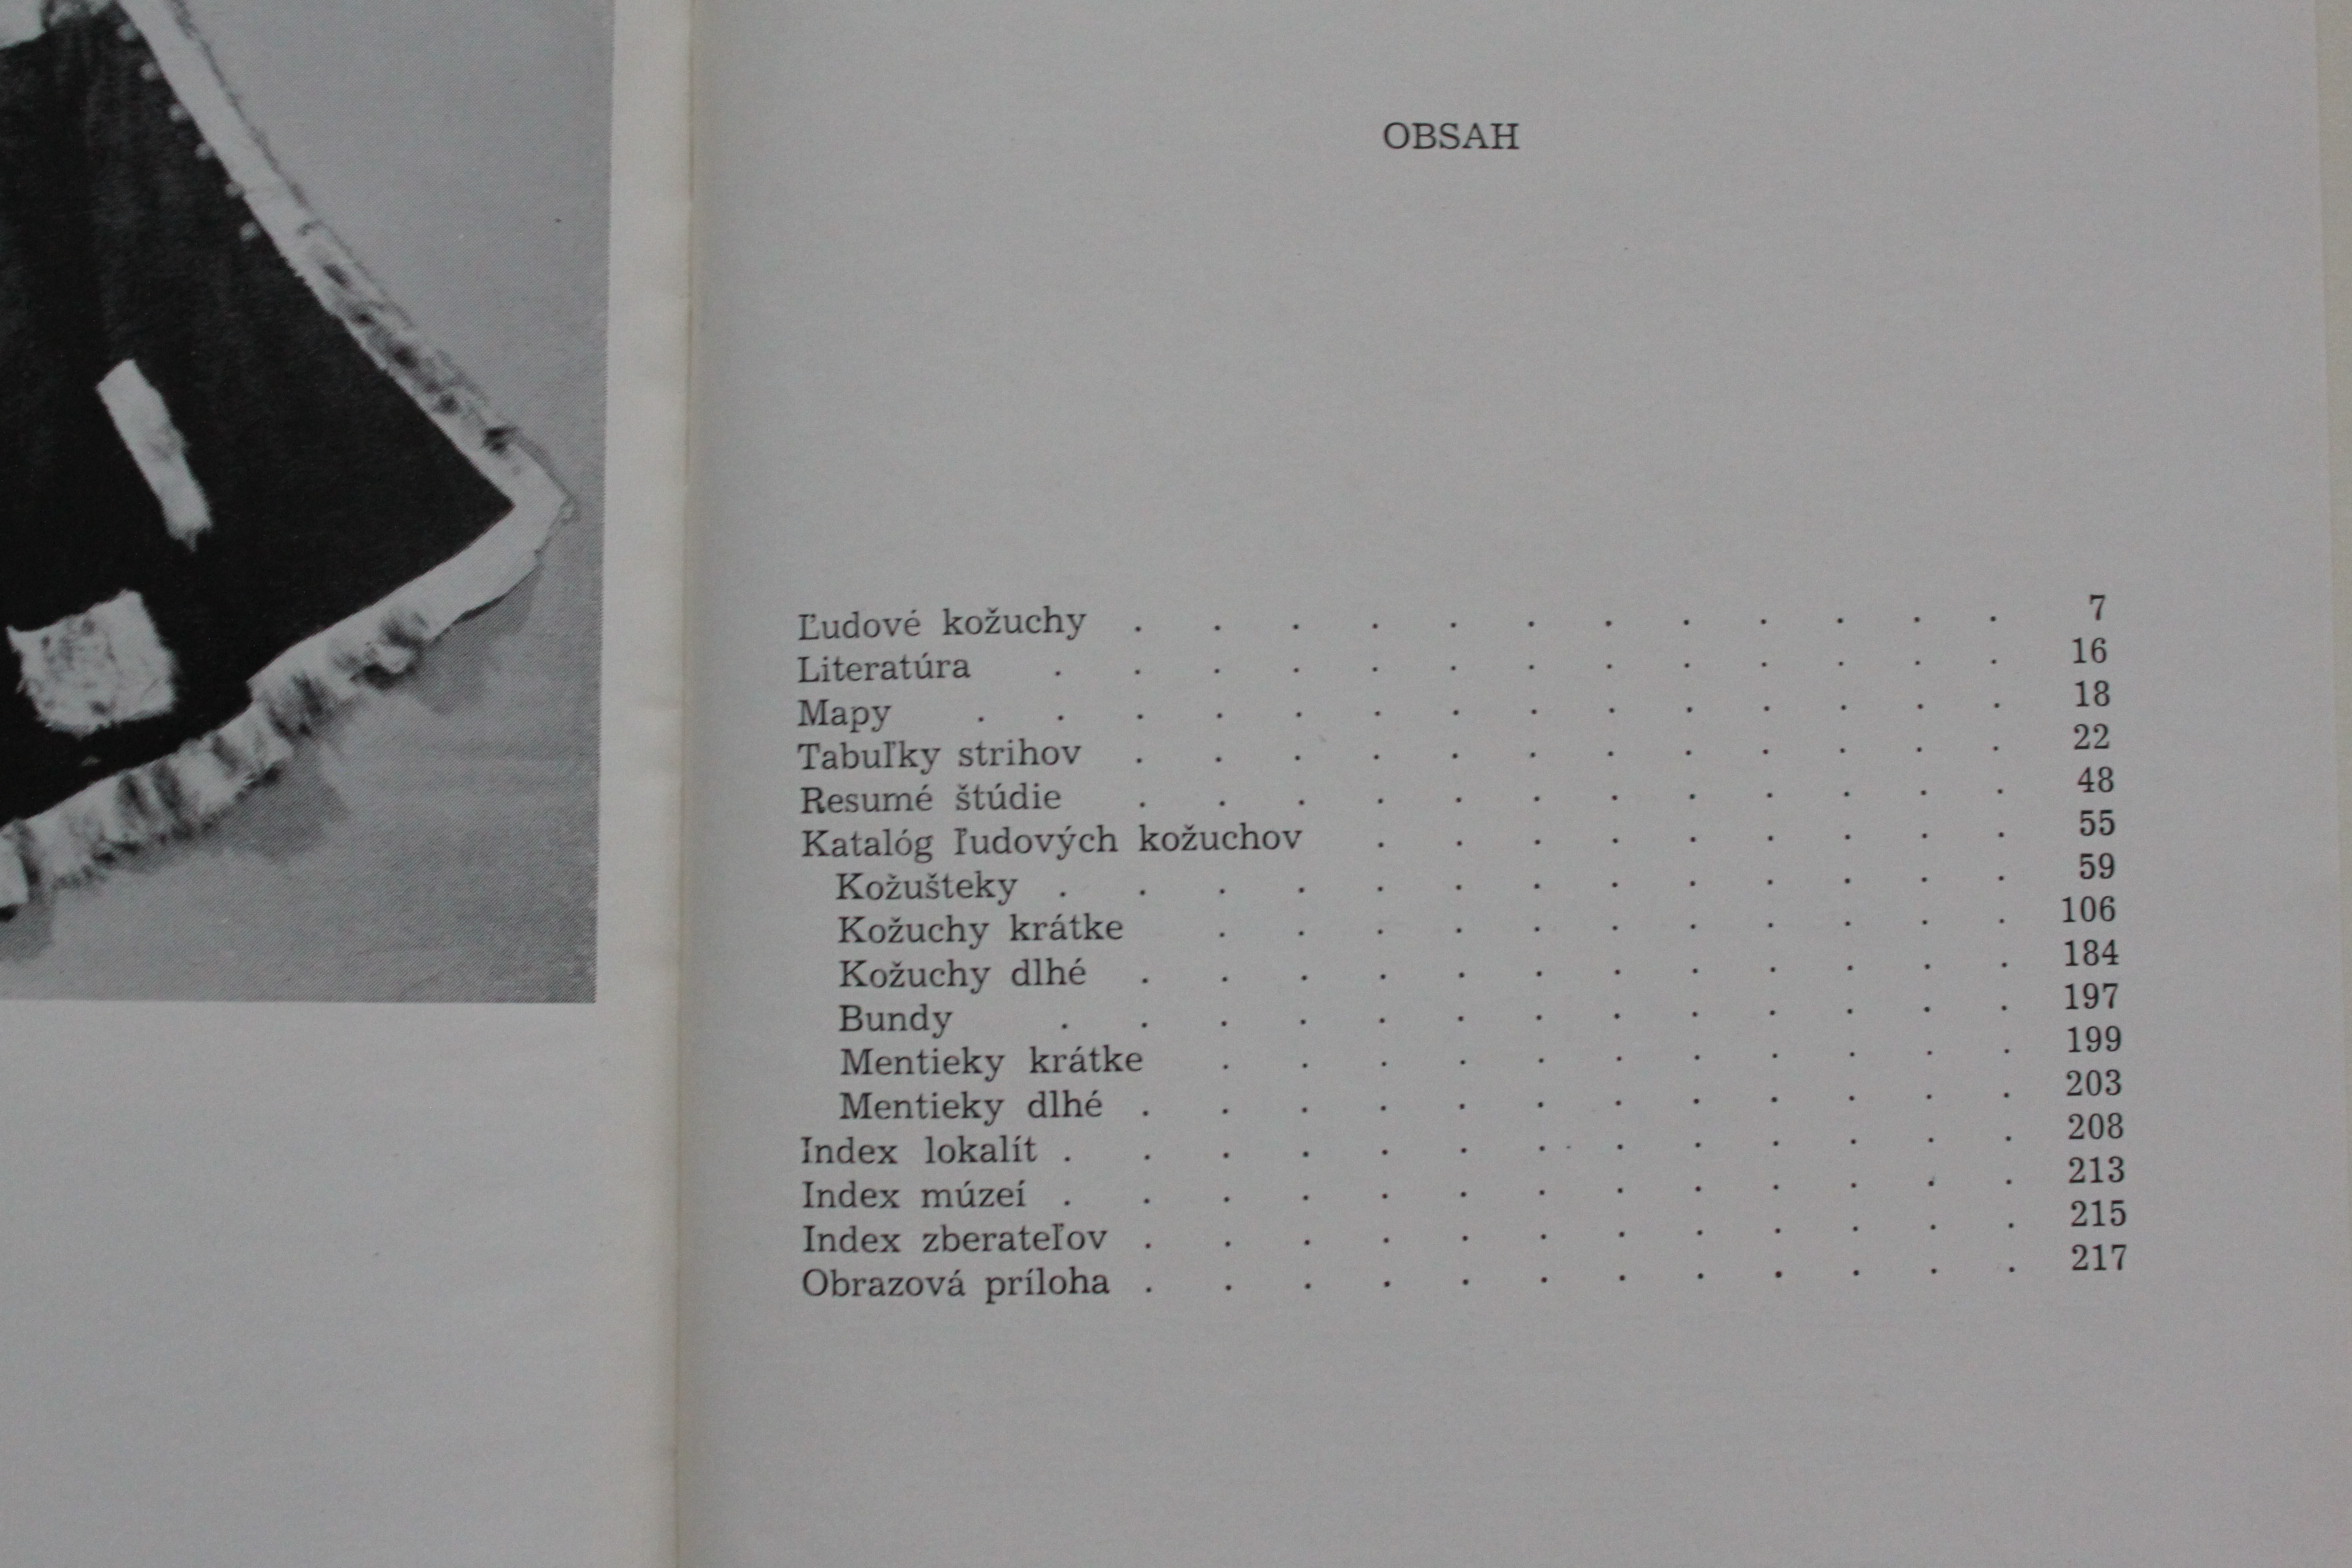 OBSAH
Ľudové kožuchy . . . . . . . . . . . . 7
Literatúra . . . . . . . . . . . . . 16
Mapy . . . . . . . . . . . . . . 18
Tabuľky strihov . . . . . . . . . . . . 22
Resumé štúdie . . . . . . . . . . . . 48
Katalóg ľudových kožuchov . . . . . . . . . 55
Kožušteky . . . . . . . . . . . . . 59
Kožuchy krátke . . . . . . . . . . . 106
Kožuchy dlhé . . . . . . . . . . . . 184
Bundy . . . . . . . . . . . . . 197
Mentieky krátke . . . . . . . . . . . 199
Mentieky dlhé . . . . . . . . . . . . 203
Index lokalít . . . . . . . . . . . . . 208
Index múzeí . . . . . . . . . . . . . 213
Index zberateľov . . . . . . . . . . . . 215
Obrazová príloha . . . . . . . . . . . . 217